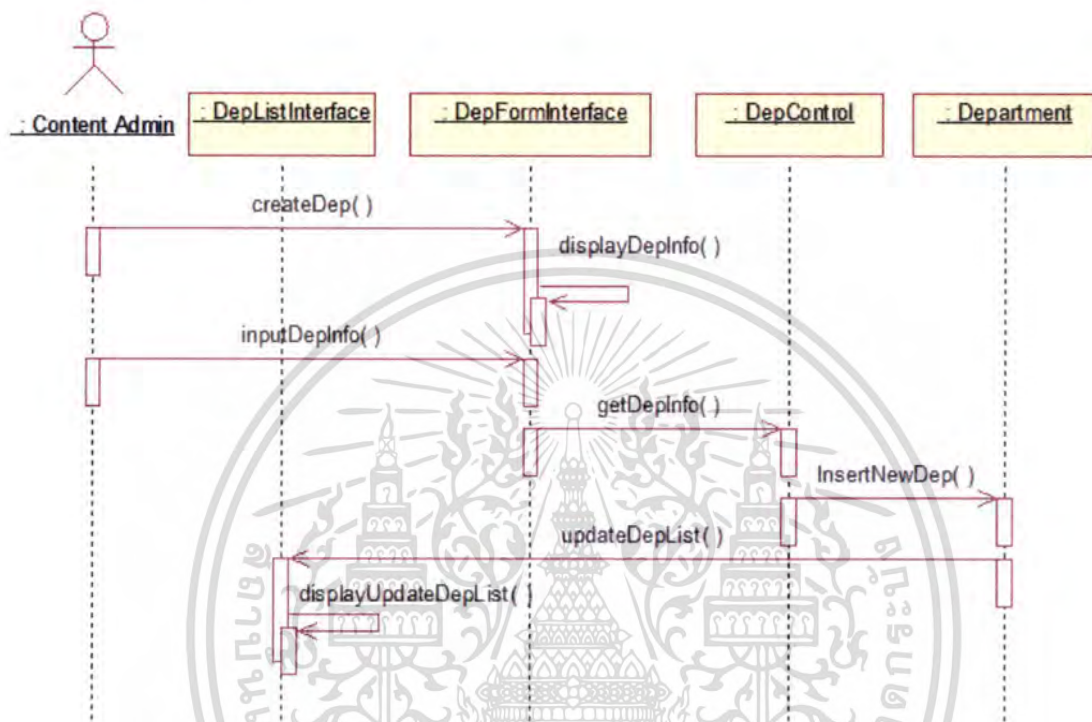 : Content Admin
: DepListInterface
: DepFormInterface
: DepControl
: Department
createDep( )
displayDepInfo( )
inputDepInfo( )
getDepInfo( )
InsertNewDep( )
updateDepList( )
displayUpdateDepList( )